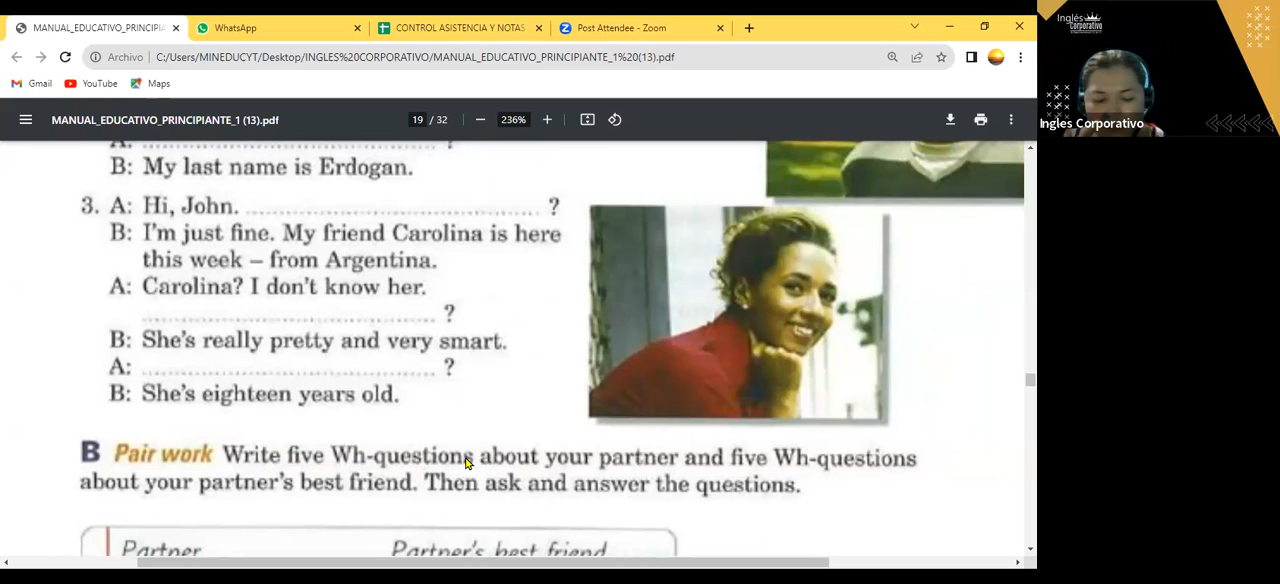 MANUAL_EDUCATIVO_PRINCIPIA
WhatsApp
CONTROL ASISTENCIA Y NOTAS
Post Attendee - Zoom
Archivo
C:/Users/MINEDUCYT/Desktop/INGLES%20CORPORATIVO/MANUAL_EDUCATIVO_PRINCIPIANTE_1%20(13).pdf
Gmail
YouTube
Maps
MANUAL_EDUCATIVO_PRINCIPIANTE_1 (13).pdf
19 / 32
236%
A: ?
B: My last name is Erdogan.
3. A: Hi, John. ?
B: I'm just fine. My friend Carolina is here
this week – from Argentina.
A: Carolina? I don't know her.
?
B: She's really pretty and very smart.
A: ?
B: She's eighteen years old.
B Pair work Write five Wh-questions about your partner and five Wh-questions
about your partner's best friend. Then ask and answer the questions.
Partner Partner's best friend
Inglés
Corporativo
Ingles Corporativo